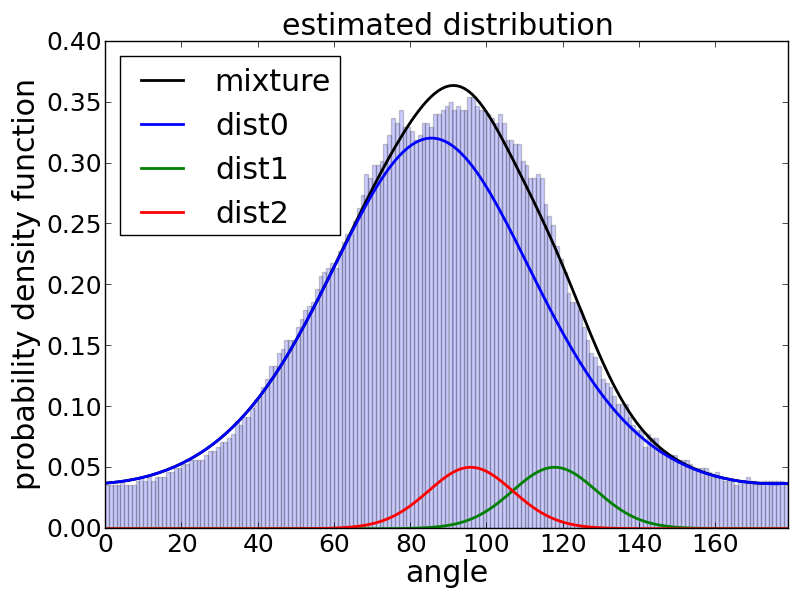 estimated distribution
0.40
0.35
0.30
0.25
0.20
0.15
0.10
0.05
0.00
probability density function
mixture
dist0
dist1
dist2
0 20 40 60 80 100 120 140 160
angle